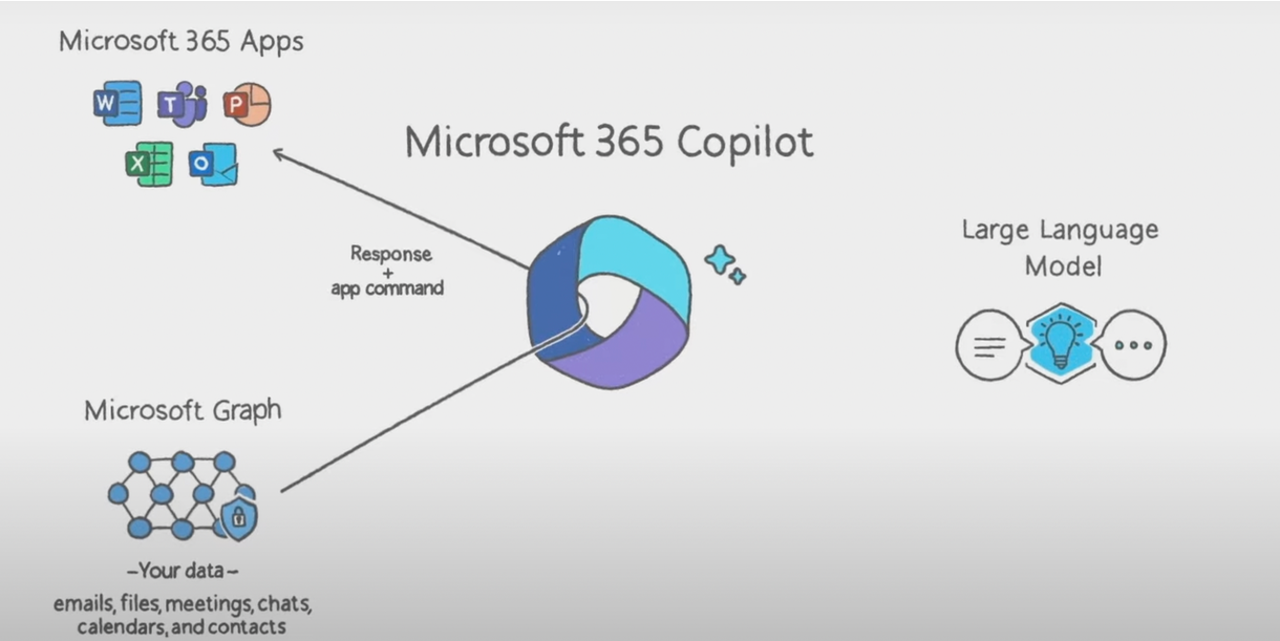 Microsoft 365 Apps
W
T
P
X
O
Microsoft 365 Copilot
Response
+
app command
Large Language
Model
Microsoft Graph
-Your data-
emails, files, meetings, chats,
calendars, and contacts